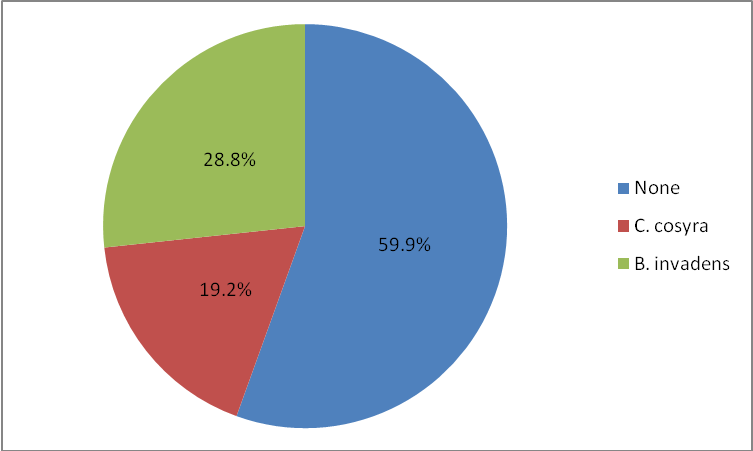 28.8%
59.9%
19.2%
None
C. cosyra
B. invadens